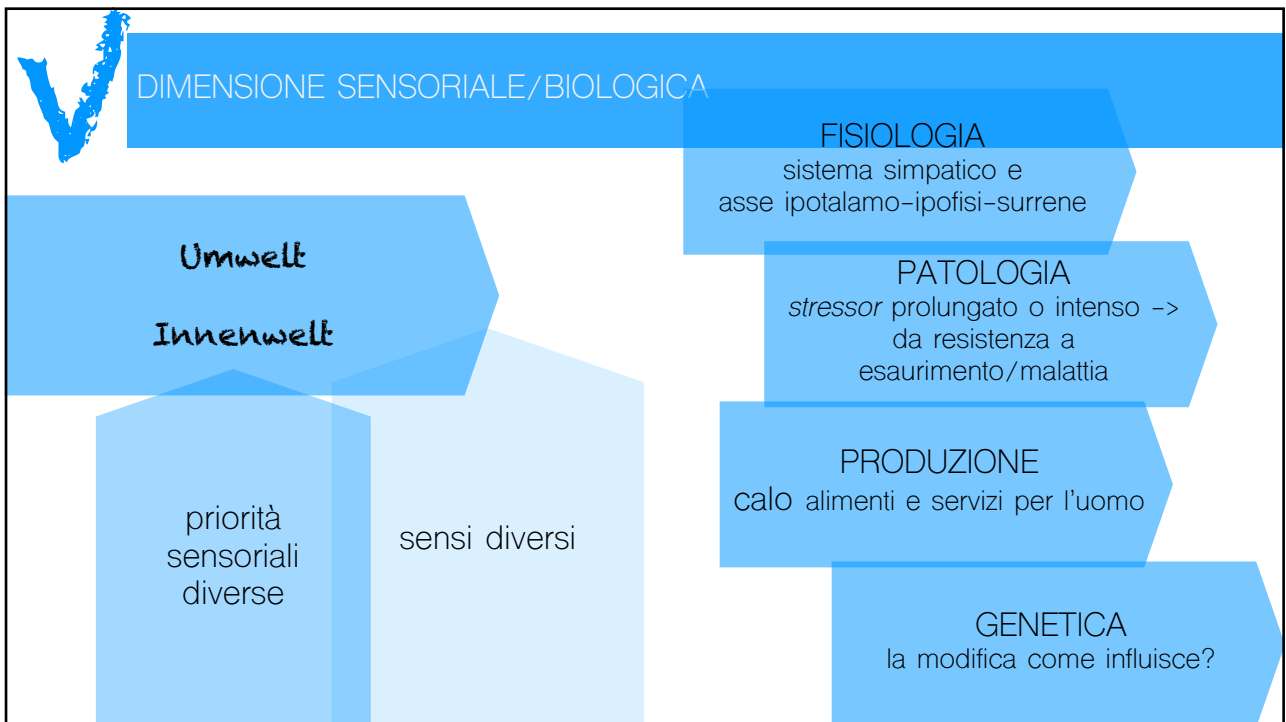 DIMENSIONE SENSORIALE/BIOLOGICA
Umwelt
Innenwelt
priorità
sensoriali
diverse
sensi diversi
FISIOLOGIA
sistema simpatico e
asse ipotalamo-ipofisi-surrene
PATOLOGIA
stressor prolungato o intenso ->
da resistenza a
esaurimento/malattia
PRODUZIONE
calo alimenti e servizi per l'uomo
GENETICA
la modifica come influisce?